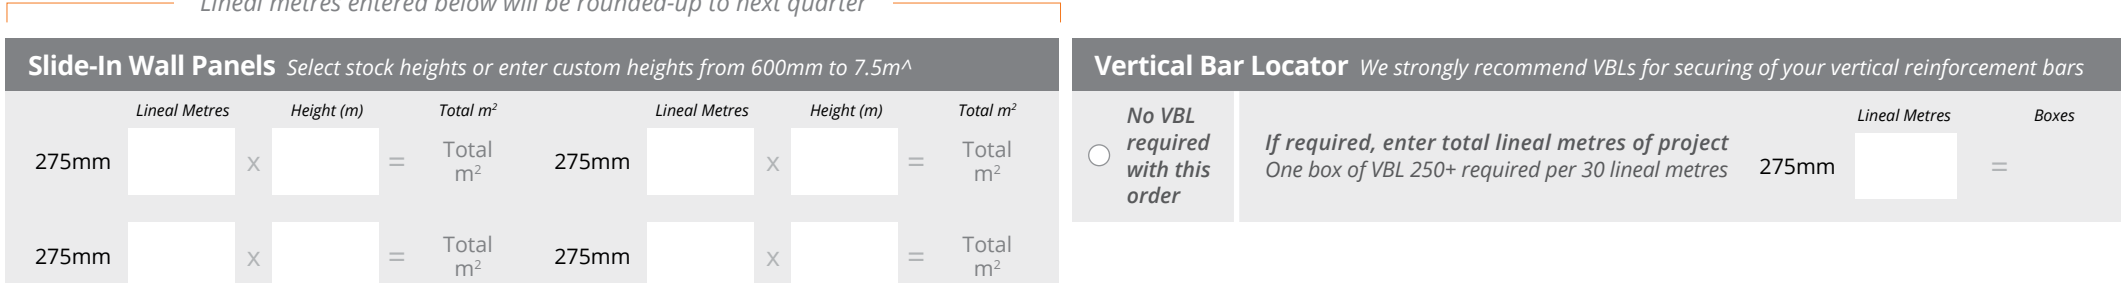 Lineal metres entered below will be rounded-up to next quarter
Slide-In Wall Panels Select stock heights or enter custom heights from 600mm to 7.5m^
Lineal Metres Height (m) Total m² Lineal Metres Height (m) Total m²
275mm x = Total m² 275mm x = Total m²
275mm x = Total m² 275mm x = Total m²
Vertical Bar Locator We strongly recommend VBLs for securing of your vertical reinforcement bars
No VBL
required
with this
order
If required, enter total lineal metres of project
One box of VBL 250+ required per 30 lineal metres
Lineal Metres Boxes
275mm =